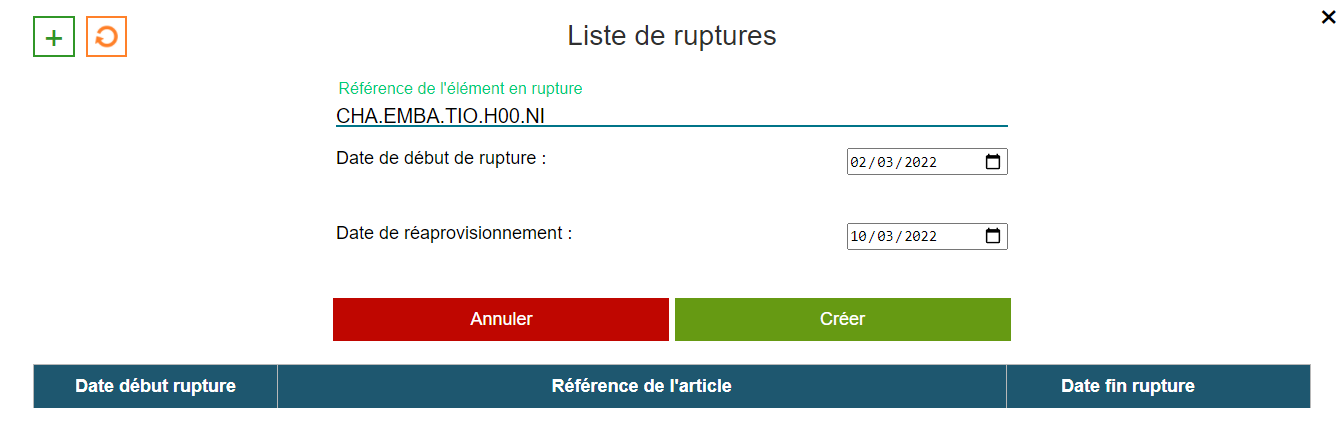 Liste de ruptures
Référence de l'élément en rupture
CHA.EMBA.TIO.H00.NI
Date de début de rupture :
02/03/2022
Date de réaprovisionnement :
10/03/2022
Annuler
Créer
Date début rupture
Référence de l'article
Date fin rupture